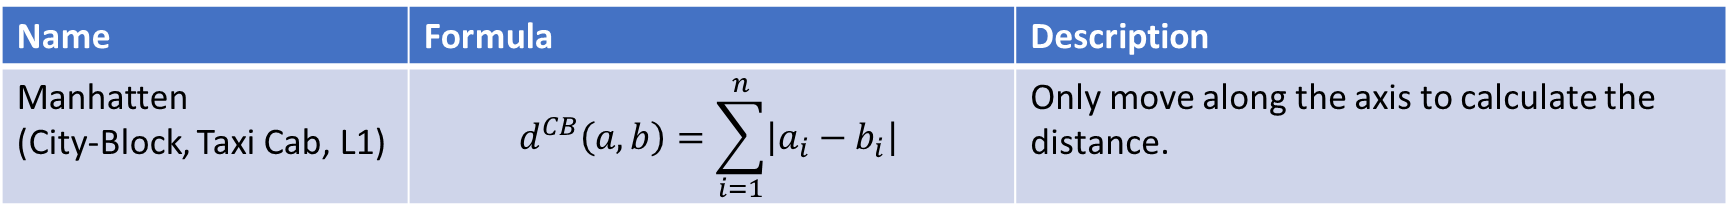 Name Formula Description
Manhatten
(City-Block, Taxi Cab, L1)
d^{CB}(a, b) = \sum_{i=1}^{n} |a_i − b_i|
Only move along the axis to calculate the
distance.